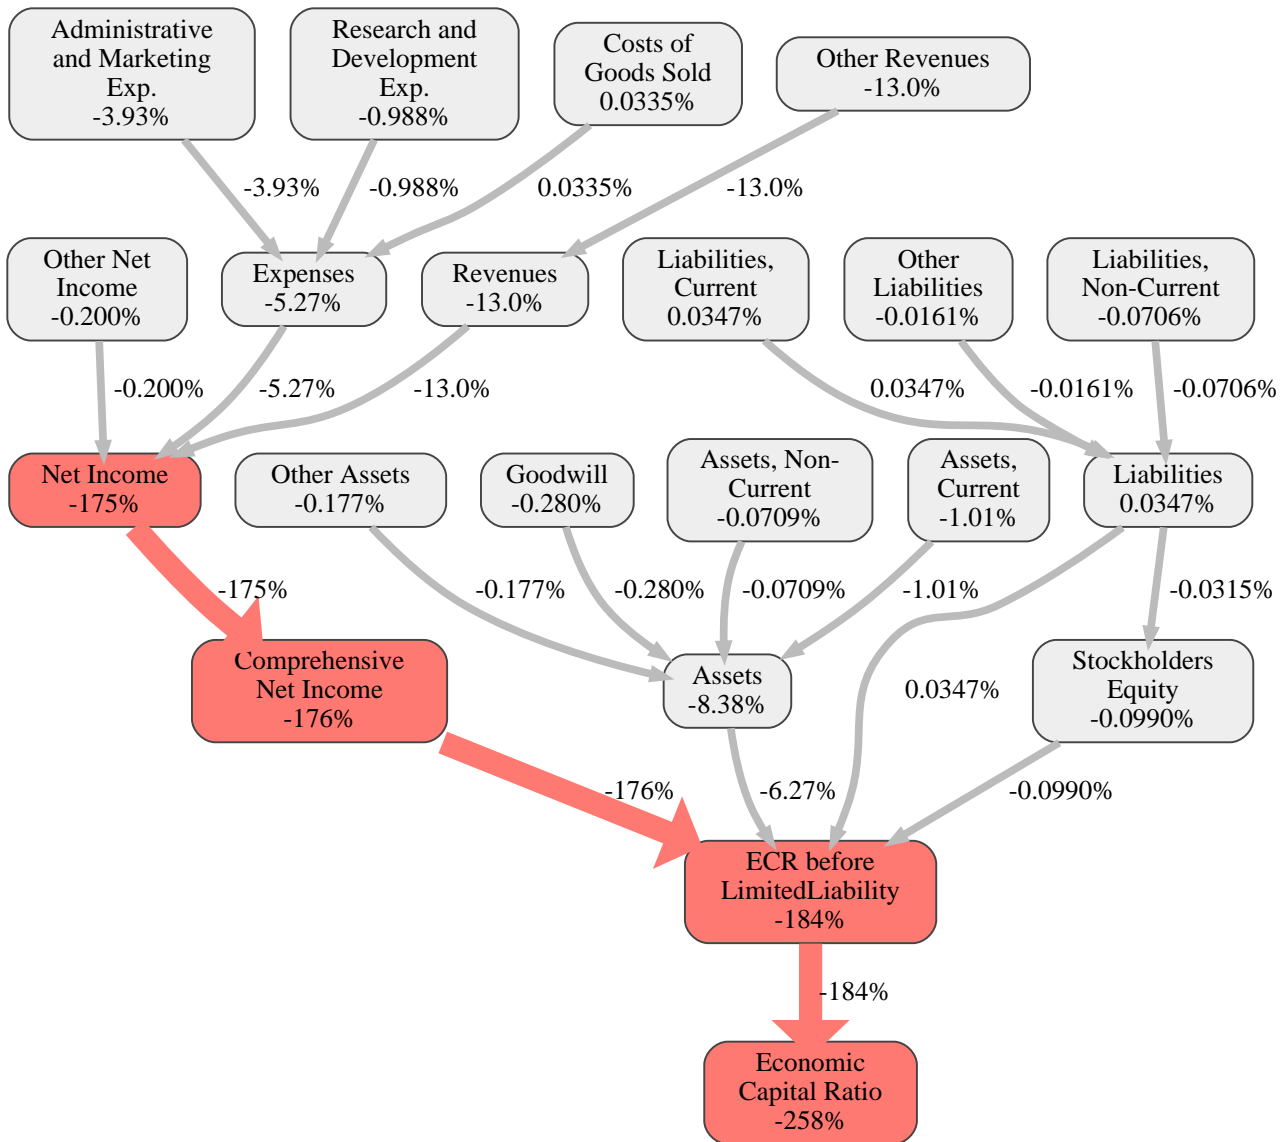 Administrative
and Marketing
Exp.
-3.93%
Research and
Development
Exp.
-0.988%
Costs of
Goods Sold
0.0335%
Other Revenues
-13.0%
-3.93%
-0.988%
0.0335%
-13.0%
Other Net
Income
-0.200%
Expenses
-5.27%
Revenues
-13.0%
Liabilities,
Current
0.0347%
Other
Liabilities
-0.0161%
Liabilities,
Non-Current
-0.0706%
-0.200%
-5.27%
-13.0%
0.0347%
-0.0161%
-0.0706%
Net Income
-175%
Other Assets
-0.177%
Goodwill
-0.280%
Assets, Non-
Current
-0.0709%
Assets,
Current
-1.01%
Liabilities
0.0347%
-175%
-0.177%
-0.280%
-0.0709%
-1.01%
-0.0315%
Comprehensive
Net Income
-176%
Assets
-8.38%
0.0347%
Stockholders
Equity
-0.0990%
-176%
-6.27%
-0.0990%
ECR before
LimitedLiability
-184%
-184%
Economic
Capital Ratio
-258%